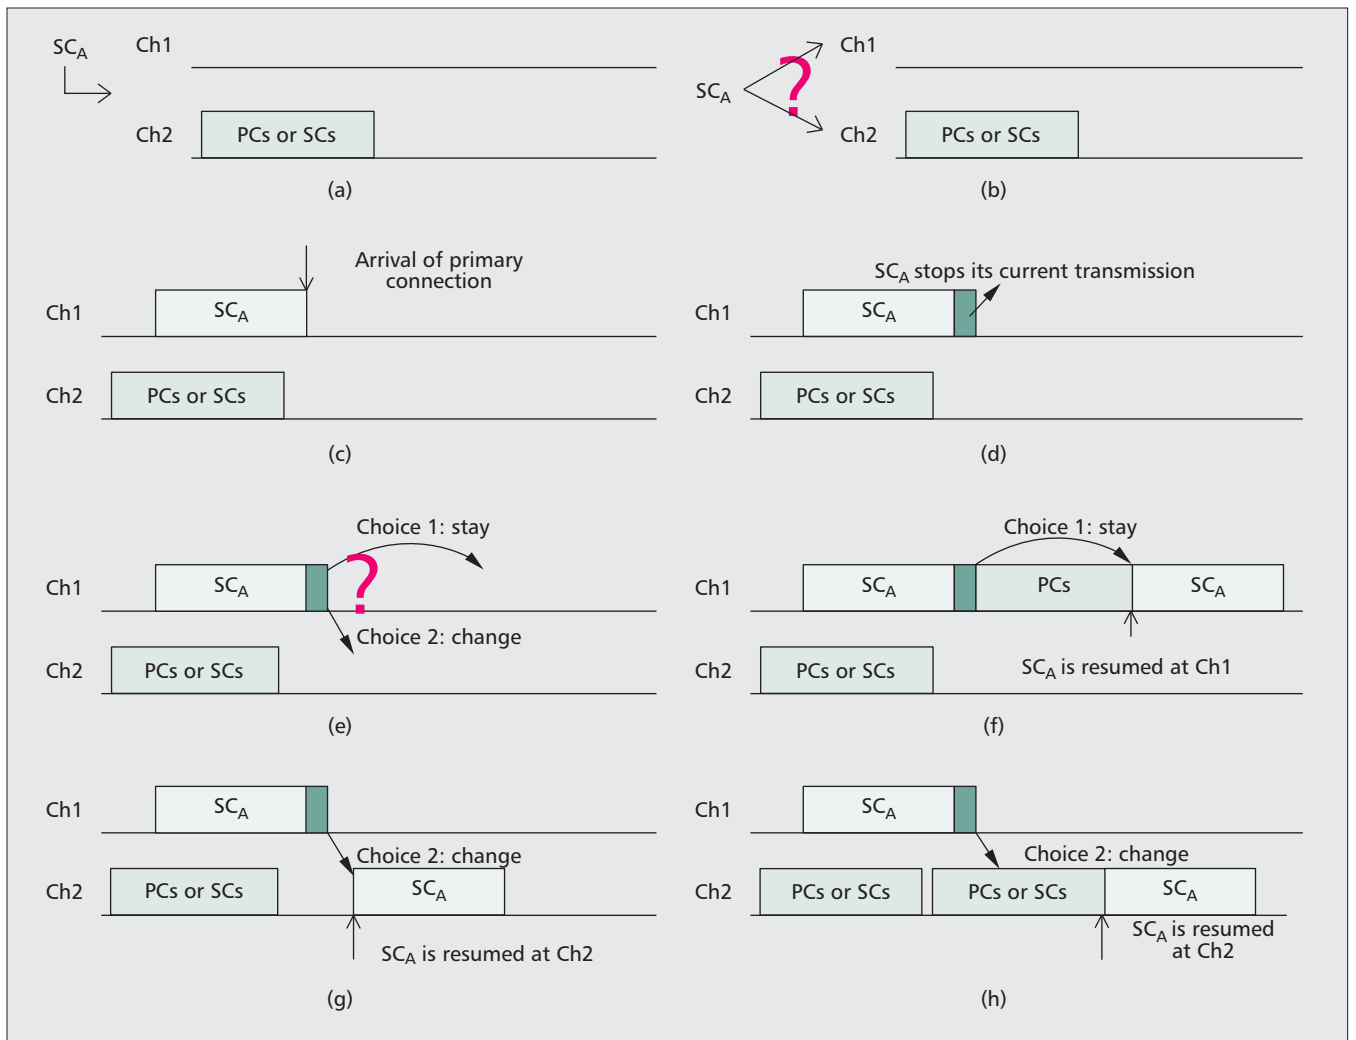 SCA
Ch1
Ch2
PCs or SCs
(a)
SCA
?
Ch1
Ch2
PCs or SCs
(b)
Arrival of primary
connection
Ch1
SCA
Ch2
PCs or SCs
(c)
SCA stops its current transmission
Ch1
SCA
Ch2
PCs or SCs
(d)
Choice 1: stay
Ch1
SCA
?
Choice 2: change
Ch2
PCs or SCs
(e)
Choice 1: stay
Ch1
SCA
PCs
SCA
Ch2
PCs or SCs
SCA is resumed at Ch1
(f)
Ch1
SCA
Choice 2: change
Ch2
PCs or SCs
SCA
SCA is resumed at Ch2
(g)
Ch1
SCA
Choice 2: change
Ch2
PCs or SCs
PCs or SCs
SCA
SCA is resumed
at Ch2
(h)